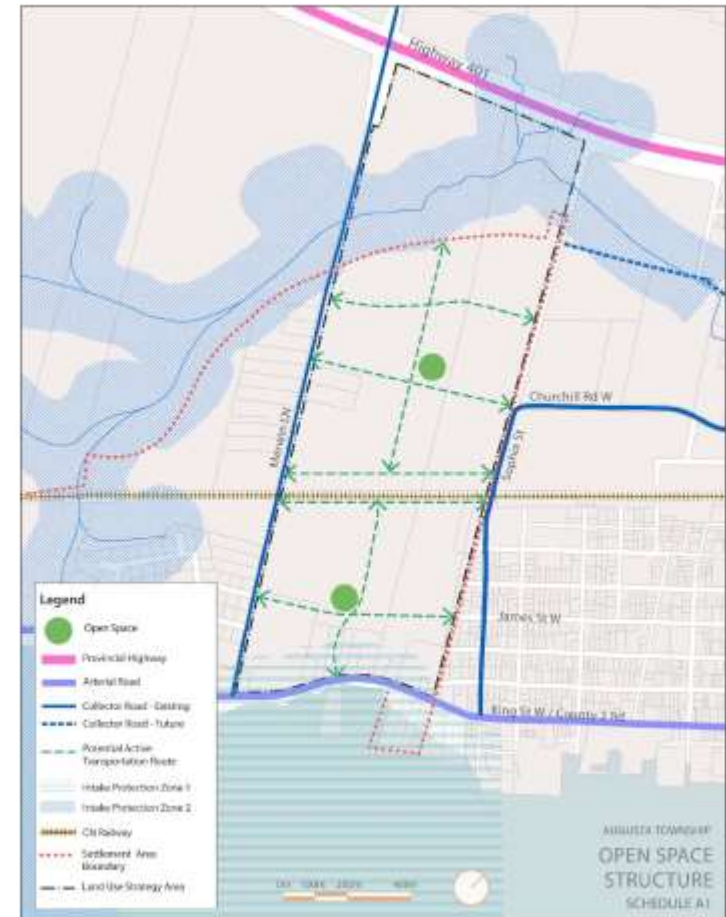 Highway 401
Merwin LN
Churchill Rd W
Sophia St
James St W
King St W / County 2 Rd
Legend
Open Space
Provincial Highway
Arterial Road
Collector Road - Existing
Collector Road - Future
Potential Active
Transportation Route
Intake Protection Zone 1
Intake Protection Zone 2
CN Railway
Settlement Area
Boundary
Land Use Strategy Area
AUGUSTA TOWNSHIP
OPEN SPACE
STRUCTURE
SCHEDULE A1